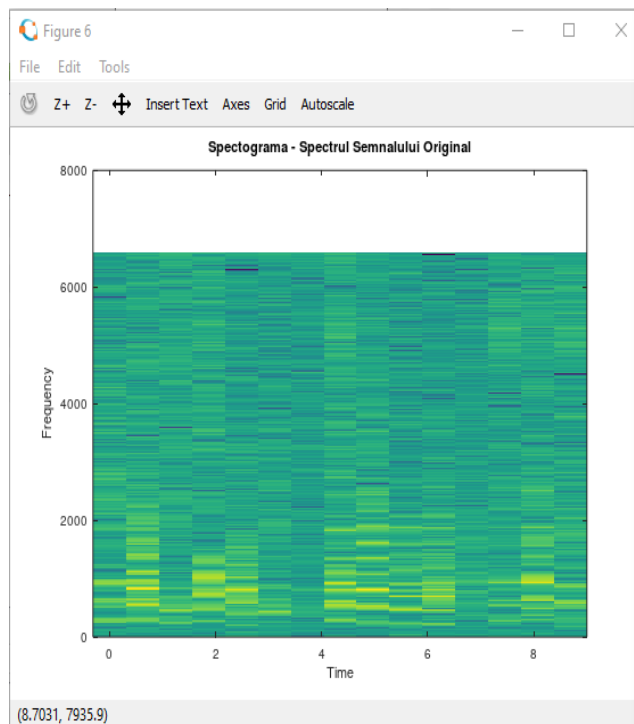 Figure 6
File Edit Tools
Z+ Z- Insert Text Axes Grid Autoscale
Spectograma - Spectrul Semnalului Original
8000
6000
4000
2000
0
Frequency
0 2 4 6 8
Time
(8.7031, 7935.9)